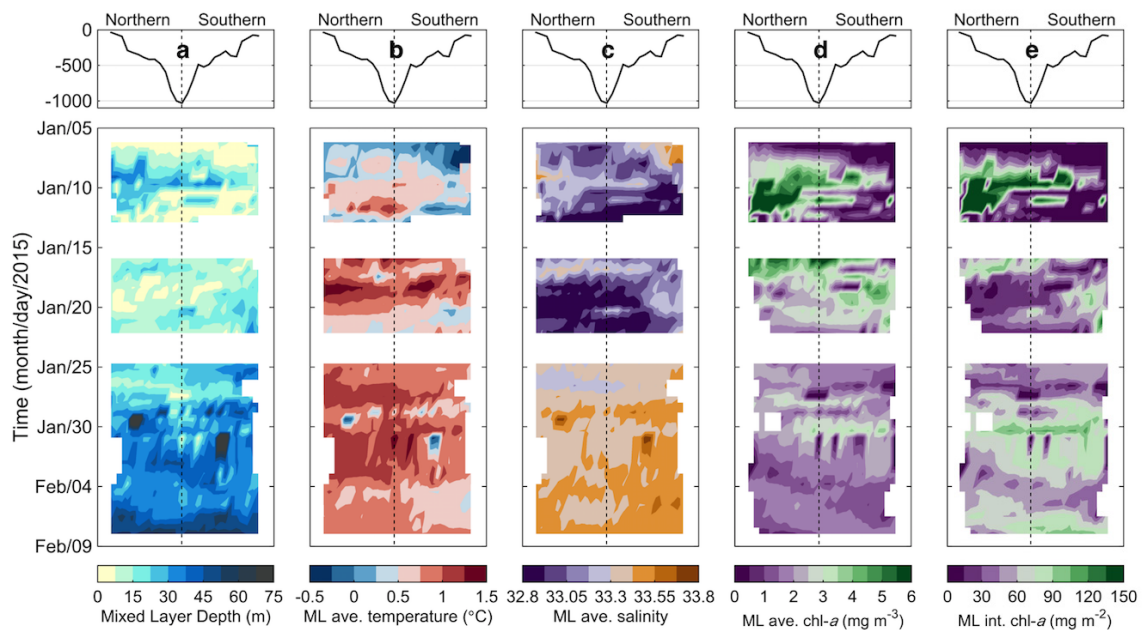 Northern Southern Northern Southern Northern Southern Northern Southern Northern Southern
0
a b c d e
-500
-1000
Jan/05
Jan/10
Jan/15
Jan/20
Jan/25
Jan/30
Feb/04
Feb/09
Time (month/day/2015)
0 15 30 45 60 75 -0.5 0 0.5 1 1.5 32.8 33.05 33.3 33.55 33.8 0 1 2 3 4 5 6 0 30 60 90 120 150
Mixed Layer Depth (m) ML ave. temperature (°C) ML ave. salinity ML ave. chl-a (mg m⁻³) ML int. chl-a (mg m⁻²)